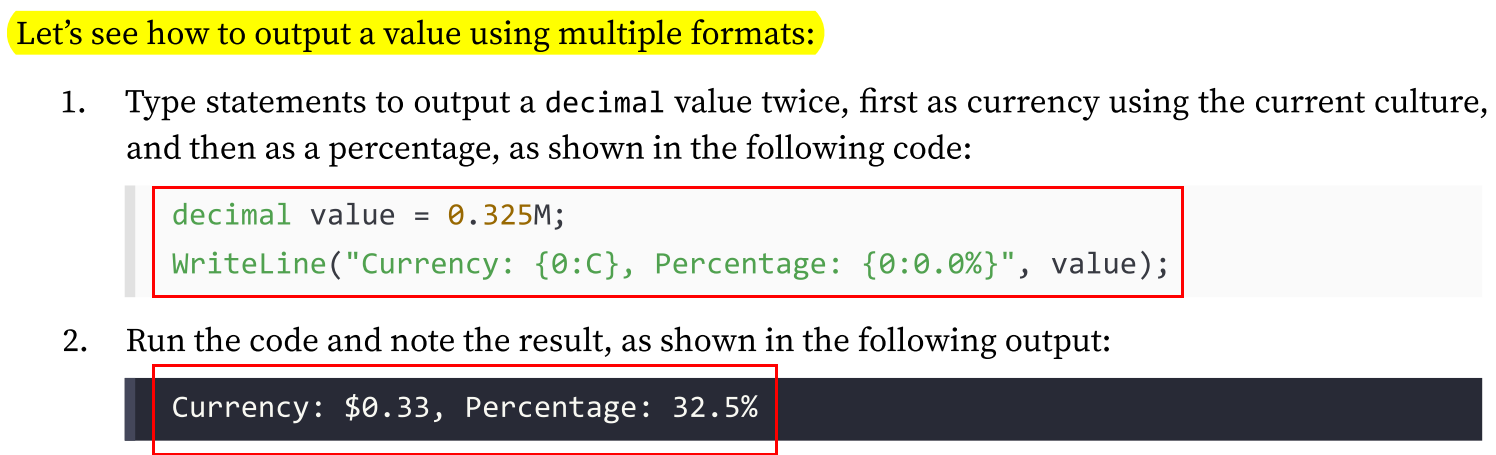 Let’s see how to output a value using multiple formats:
1. Type statements to output a decimal value twice, first as currency using the current culture,
and then as a percentage, as shown in the following code:
decimal value = 0.325M;
WriteLine("Currency: {0:C}, Percentage: {0:0.0%}", value);
2. Run the code and note the result, as shown in the following output:
Currency: $0.33, Percentage: 32.5%